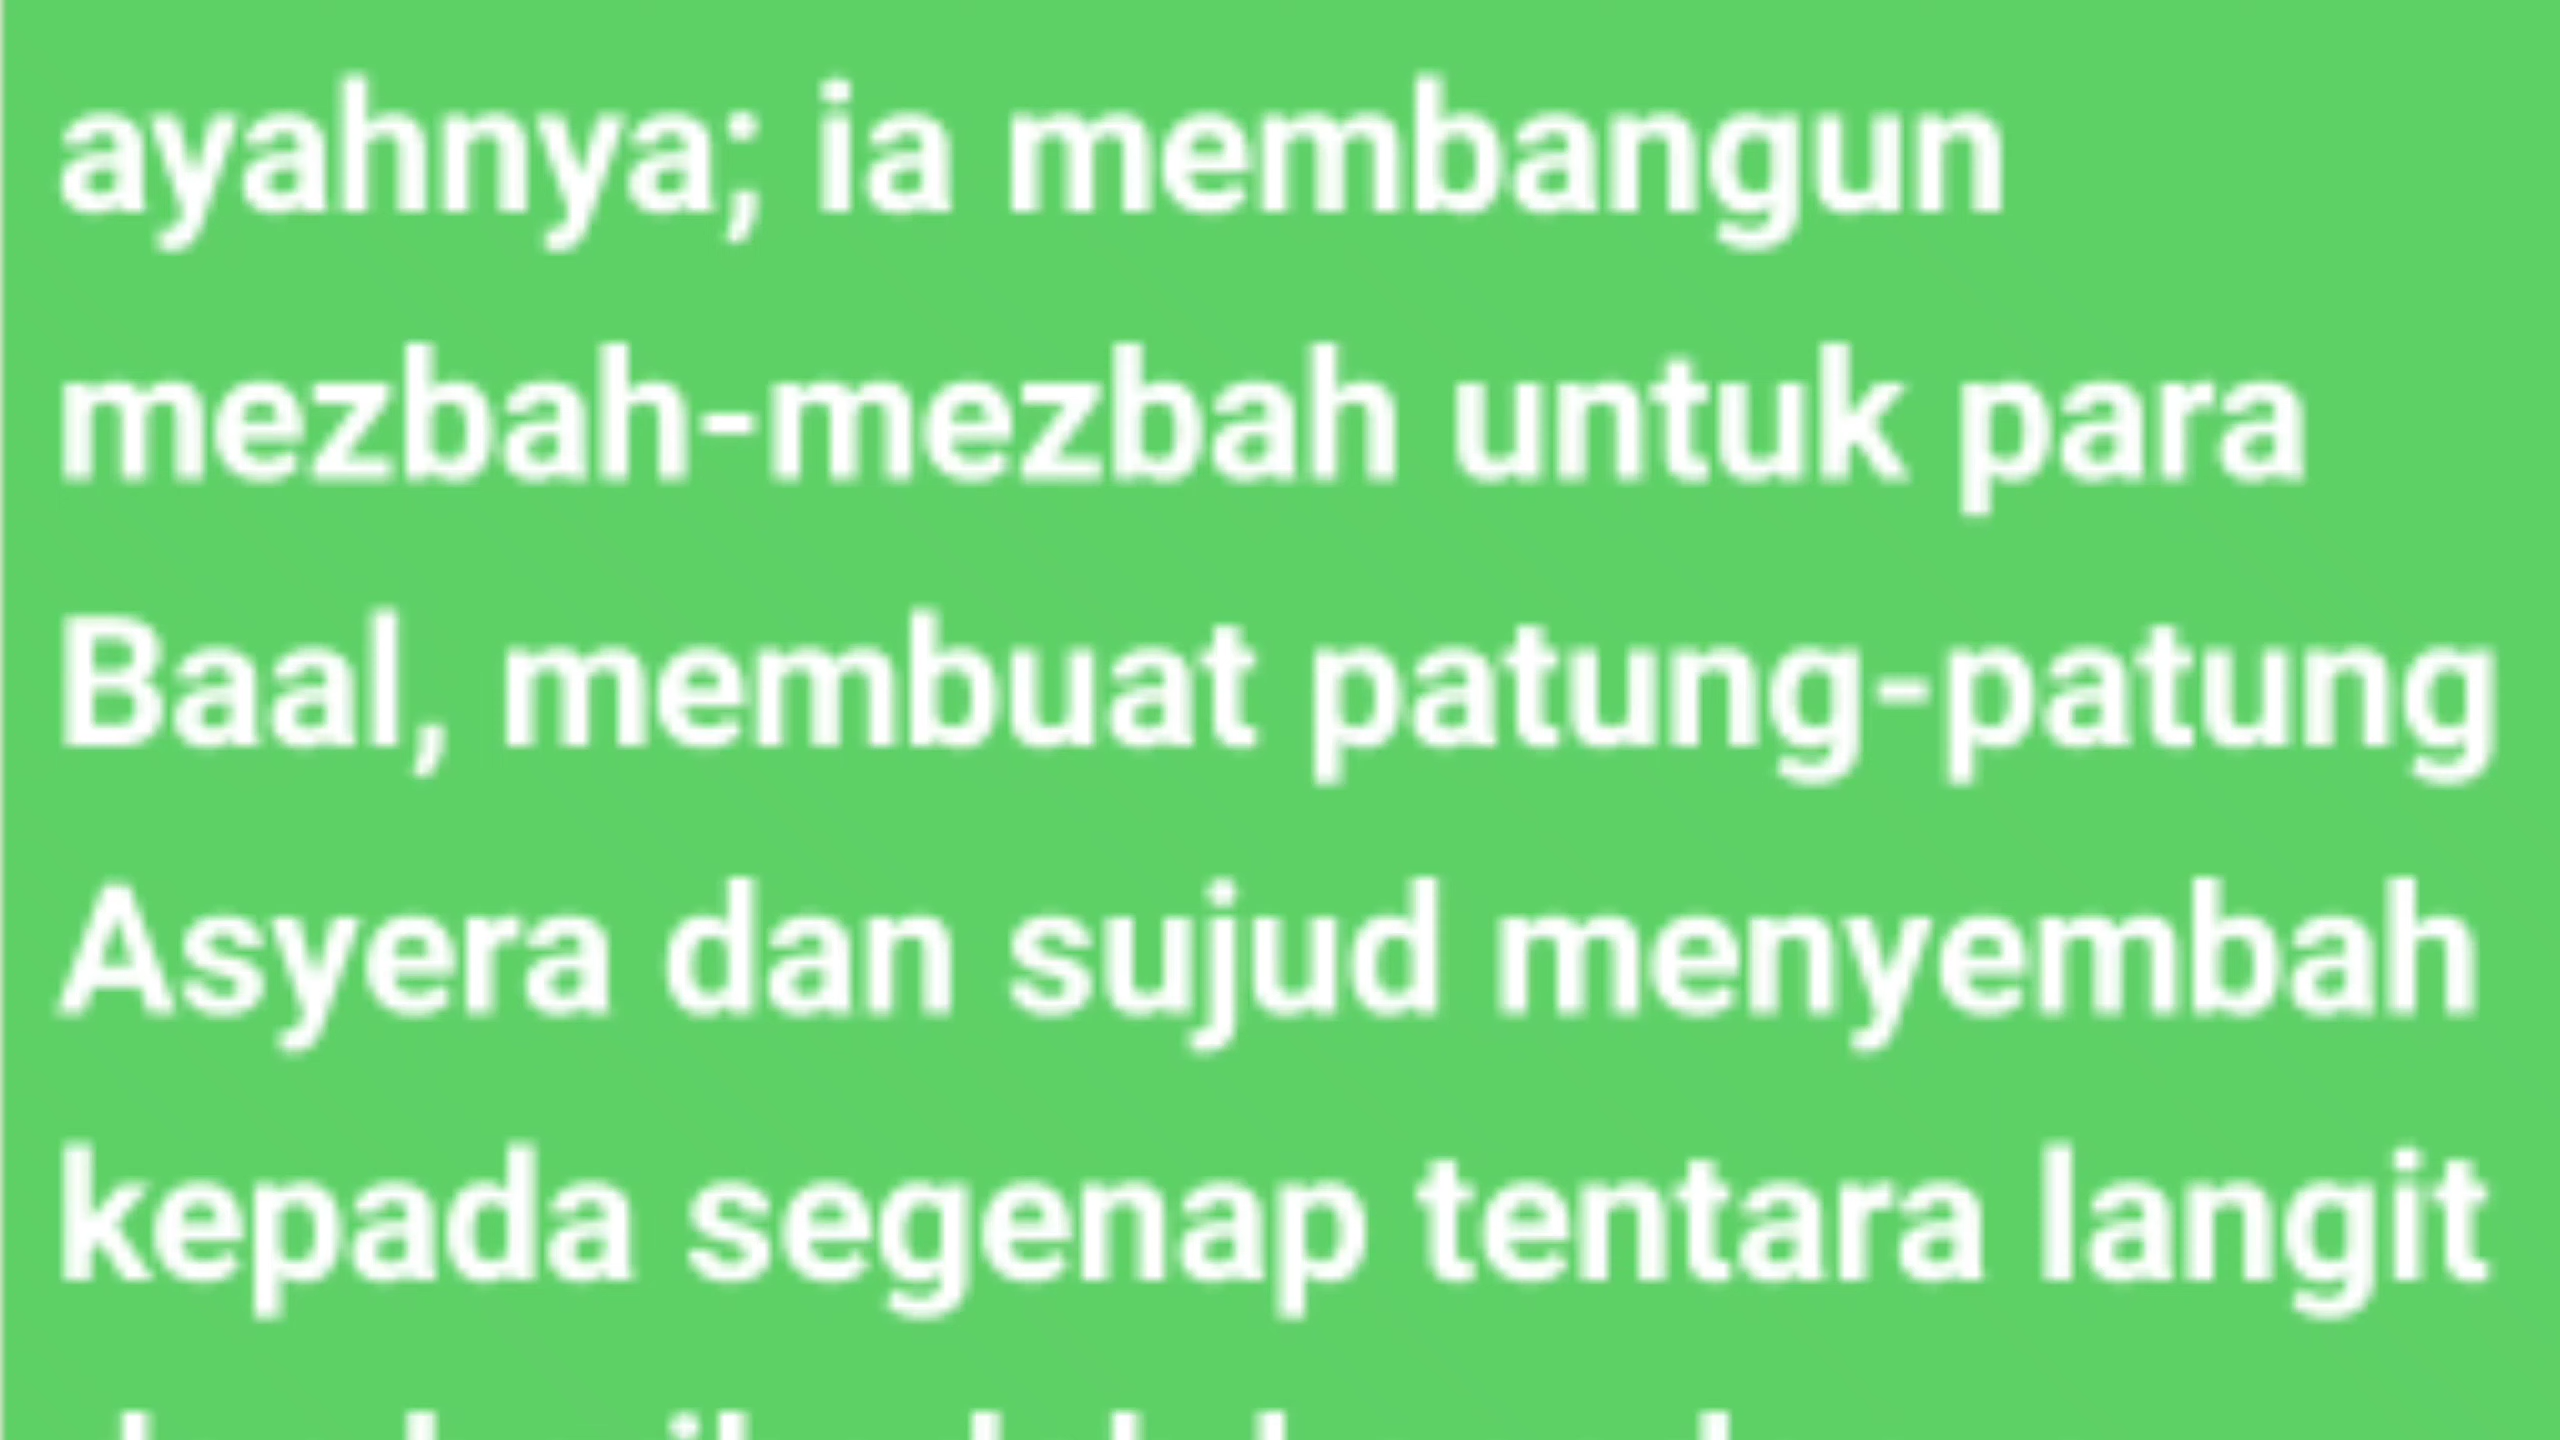 ayahnya; ia membangun
mezbah-mezbah untuk para
Baal, membuat patung-patung
Asyera dan sujud menyembah
kepada segenap tentara langit